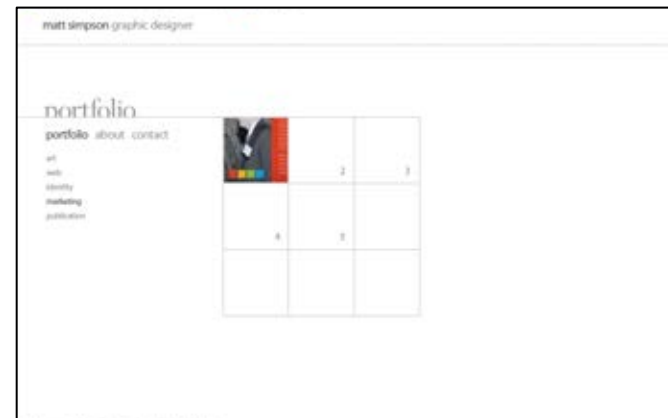 matt simpson graphic designer
portfolio
portfolio about contact
art
web
identity
marketing
publication
2 3
4 5